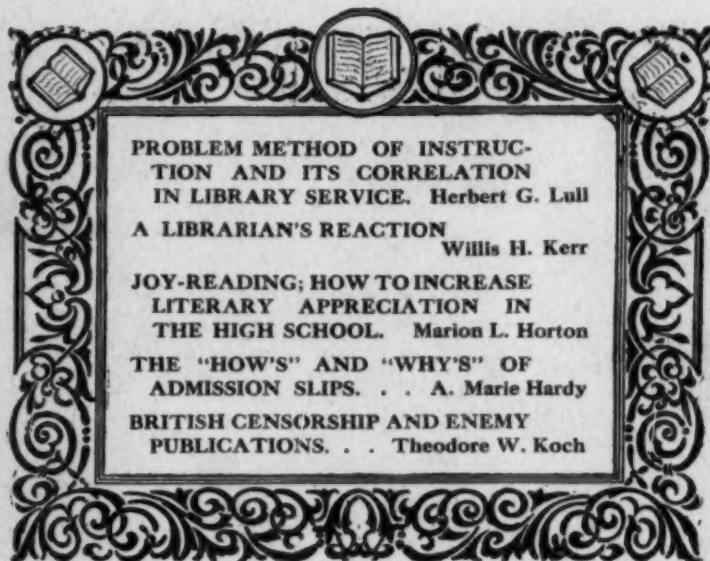 PROBLEM METHOD OF INSTRUC-
TION AND ITS CORRELATION
IN LIBRARY SERVICE. Herbert G. Lull
A LIBRARIAN'S REACTION
Willis H. Kerr
JOY-READING; HOW TO INCREASE
LITERARY APPRECIATION IN
THE HIGH SCHOOL. Marion L. Horton
THE "HOW'S" AND "WHY'S" OF
ADMISSION SLIPS. . . A. Marie Hardy
BRITISH CENSORSHIP AND ENEMY
PUBLICATIONS. . . Theodore W. Koch